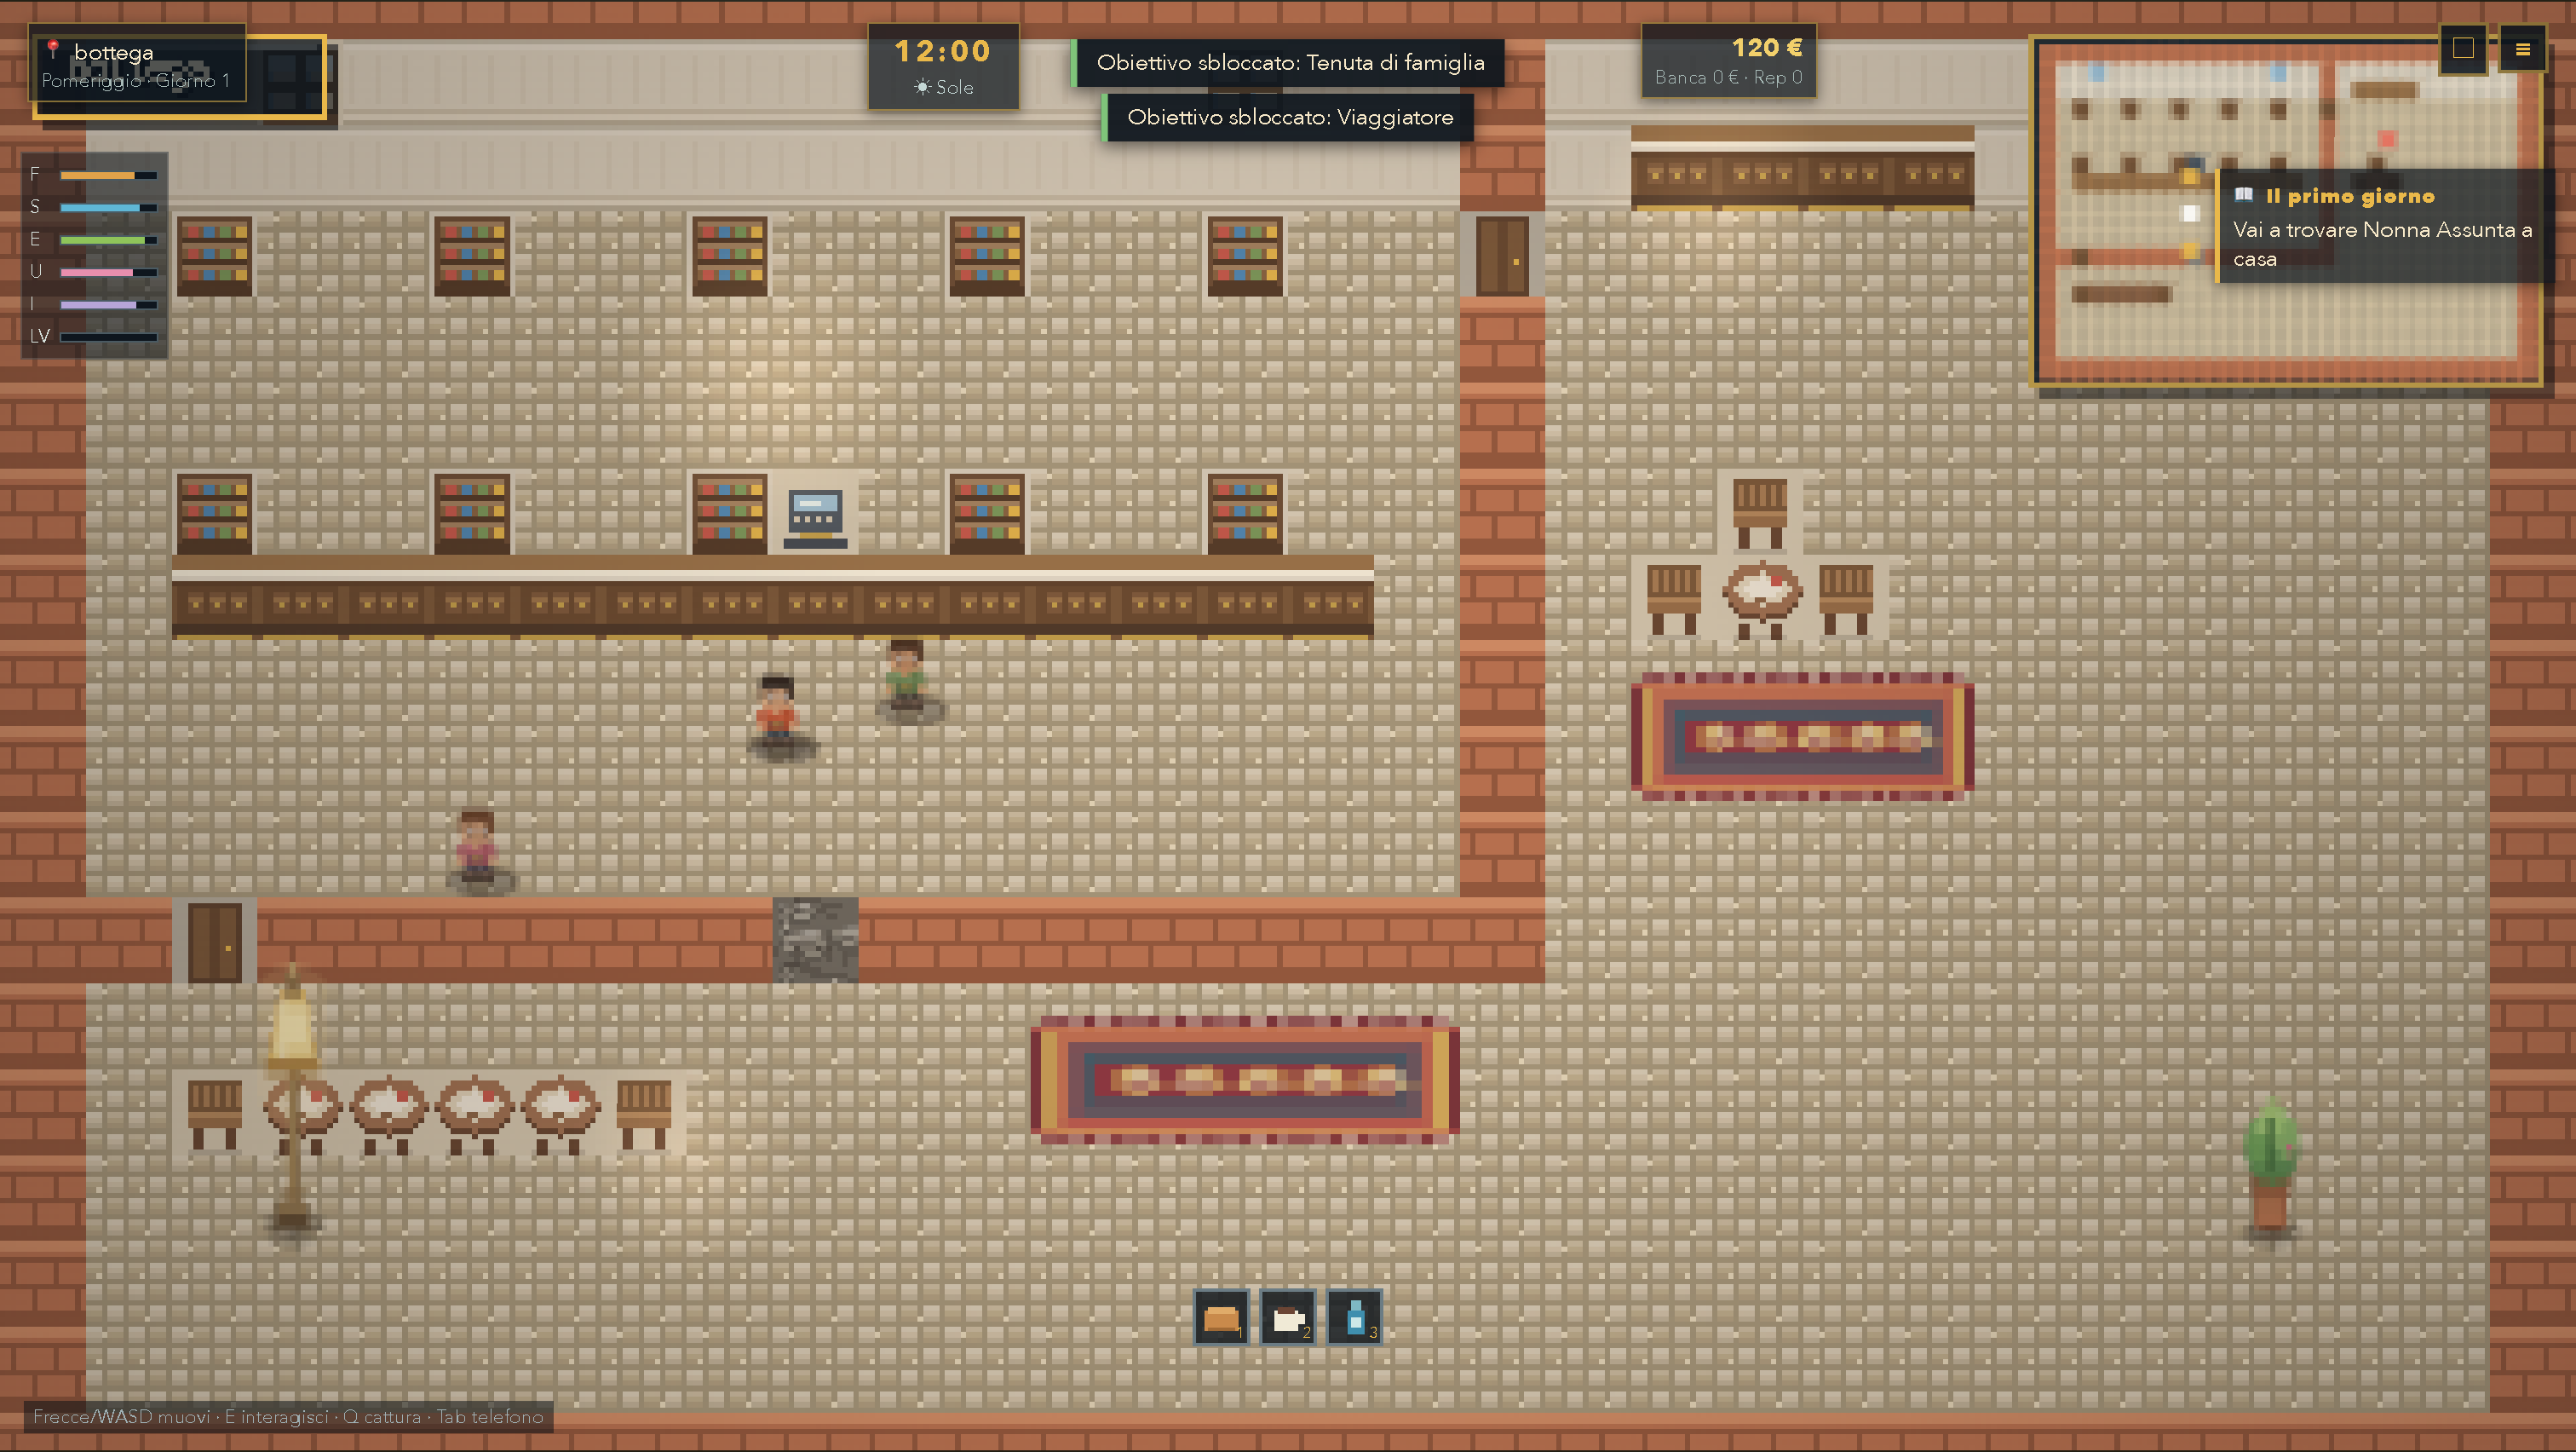 bottega
Pomeriggio · Giorno 1
12:00
Sole
Obiettivo sbloccato: Tenuta di famiglia
Obiettivo sbloccato: Viaggiatore
120 €
Banca 0 € · Rep 0
F
S
E
U
I
LV
Il primo giorno
Vai a trovare Nonna Assunta a
casa
1
2
3
Frecce/WASD muovi · E interagisci · Q cattura · Tab telefono